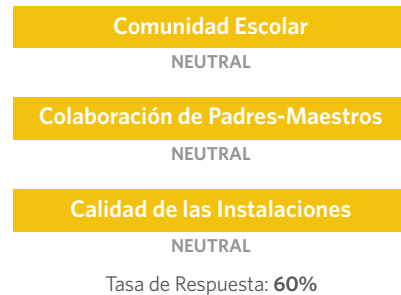 Comunidad Escolar
NEUTRAL
Colaboración de Padres-Maestros
NEUTRAL
Calidad de las Instalaciones
NEUTRAL
Tasa de Respuesta: 60%